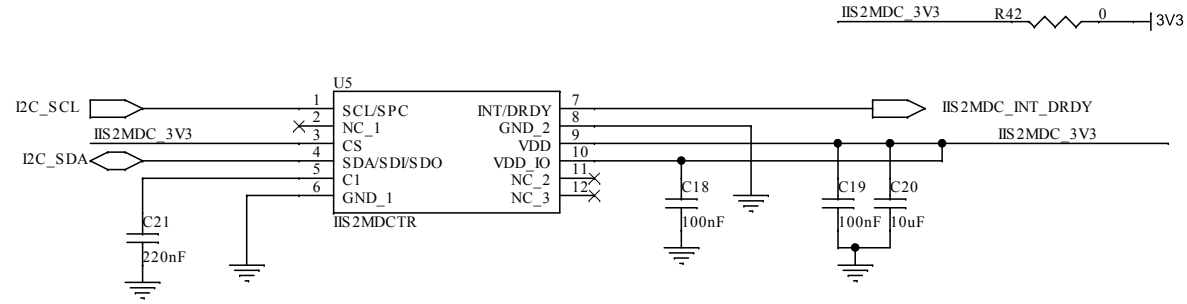 IIS2MDC_3V3 R42 0 3V3
U5
I2C_SCL 1 SCL/SPC INT/DRDY 7 IIS2MDC_INT_DRDY
2 NC_1 GND_2 8
IIS2MDC_3V3 3 CS VDD 9 IIS2MDC_3V3
I2C_SDA 4 SDA/SDI/SDO VDD_IO 10
5 C1 NC_2 11
6 GND_1 NC_3 12
IIS2MDCTR
C18 C19 C20
100nF 100nF 10uF
C21
220nF